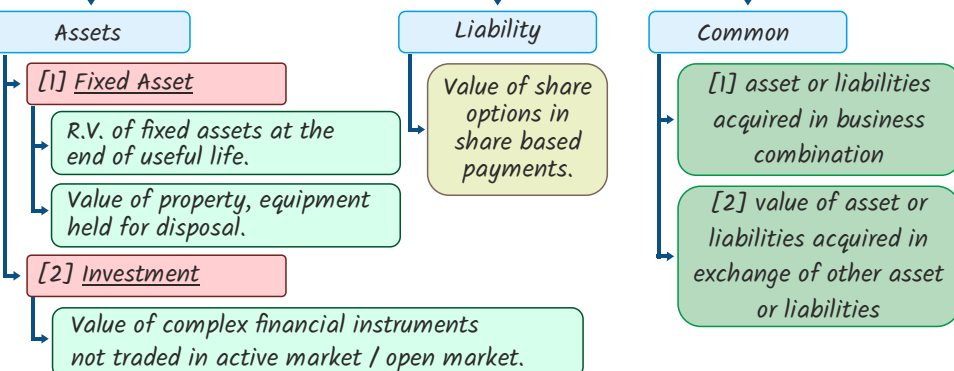 Assets
[1] Fixed Asset
R.V. of fixed assets at the
end of useful life.
Value of property, equipment
held for disposal.
[2] Investment
Value of complex financial instruments
not traded in active market / open market.
Liability
Value of share
options in
share based
payments.
Common
[1] asset or liabilities
acquired in business
combination
[2] value of asset or
liabilities acquired in
exchange of other asset
or liabilities